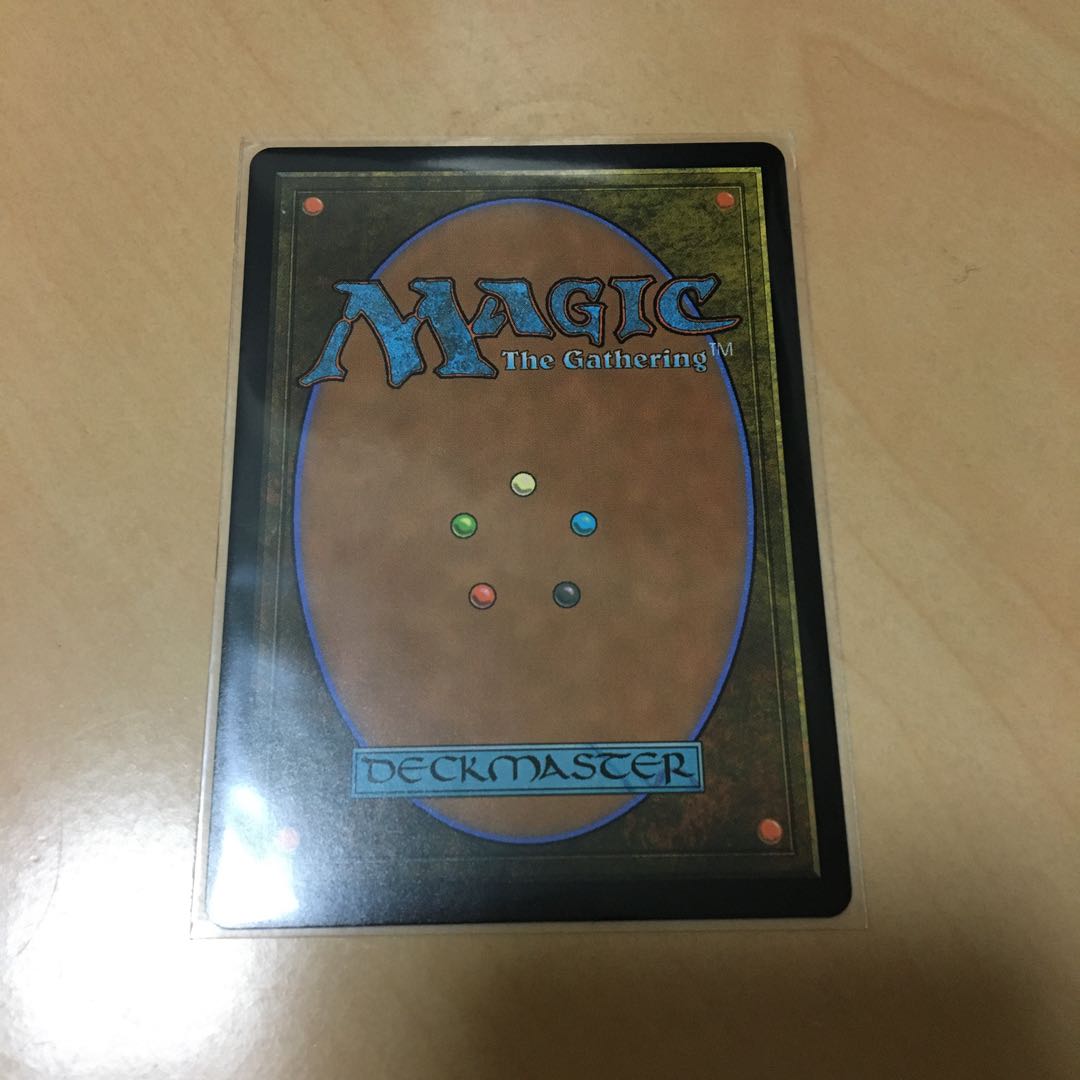 MAGIC
The Gathering™
DECKMASTER